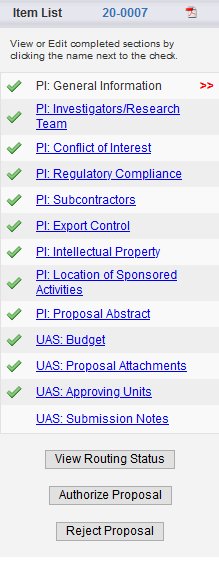 Item List 20-0007
View or Edit completed sections by
clicking the name next to the check.
PI: General Information >>
PI: Investigators/Research
Team
PI: Conflict of Interest
PI: Regulatory Compliance
PI: Subcontractors
PI: Export Control
PI: Intellectual Property
PI: Location of Sponsored
Activities
PI: Proposal Abstract
UAS: Budget
UAS: Proposal Attachments
UAS: Approving Units
UAS: Submission Notes
View Routing Status
Authorize Proposal
Reject Proposal